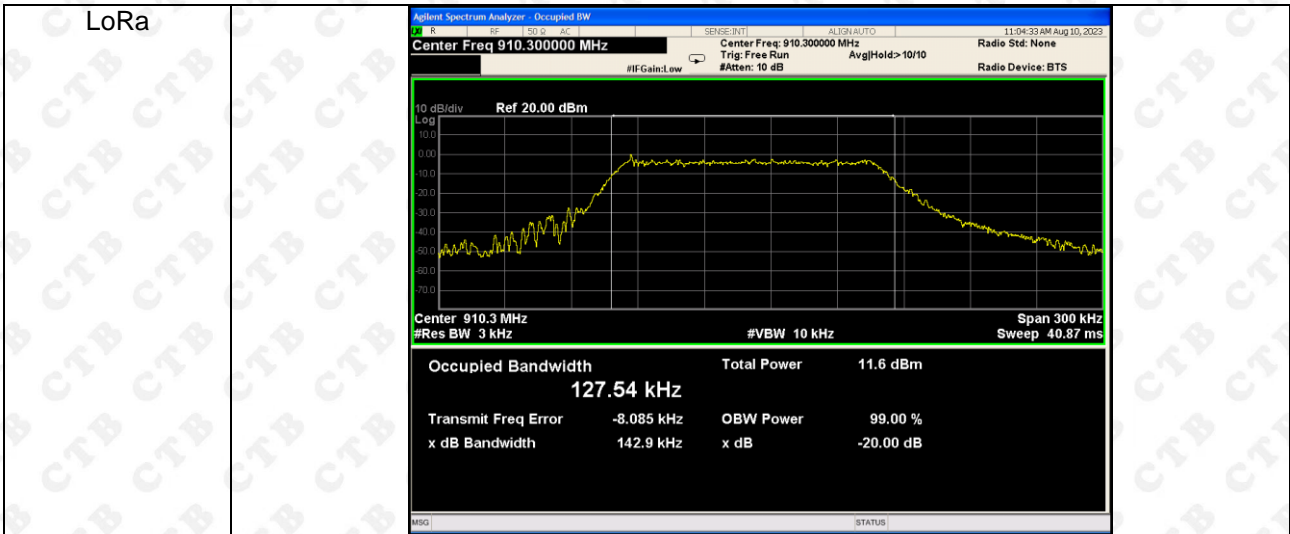 LoRa
Agilent Spectrum Analyzer - Occupied BW
R RF 50 Ω AC SENSE:INT ALIGN AUTO 11:04:33 AM Aug 10, 2023
Center Freq 910.300000 MHz Center Freq: 910.300000 MHz Radio Std: None
Trig: Free Run Avg|Hold:>10/10
#IFGain:Low #Atten: 10 dB Radio Device: BTS
10 dB/div Ref 20.00 dBm
Log
10.0
0.00
-10.0
-20.0
-30.0
-40.0
-50.0
-60.0
-70.0
Center 910.3 MHz Span 300 kHz
#Res BW 3 kHz #VBW 10 kHz Sweep 40.87 ms
Occupied Bandwidth Total Power 11.6 dBm
127.54 kHz
Transmit Freq Error -8.085 kHz OBW Power 99.00 %
x dB Bandwidth 142.9 kHz x dB -20.00 dB
MSG STATUS
CTB